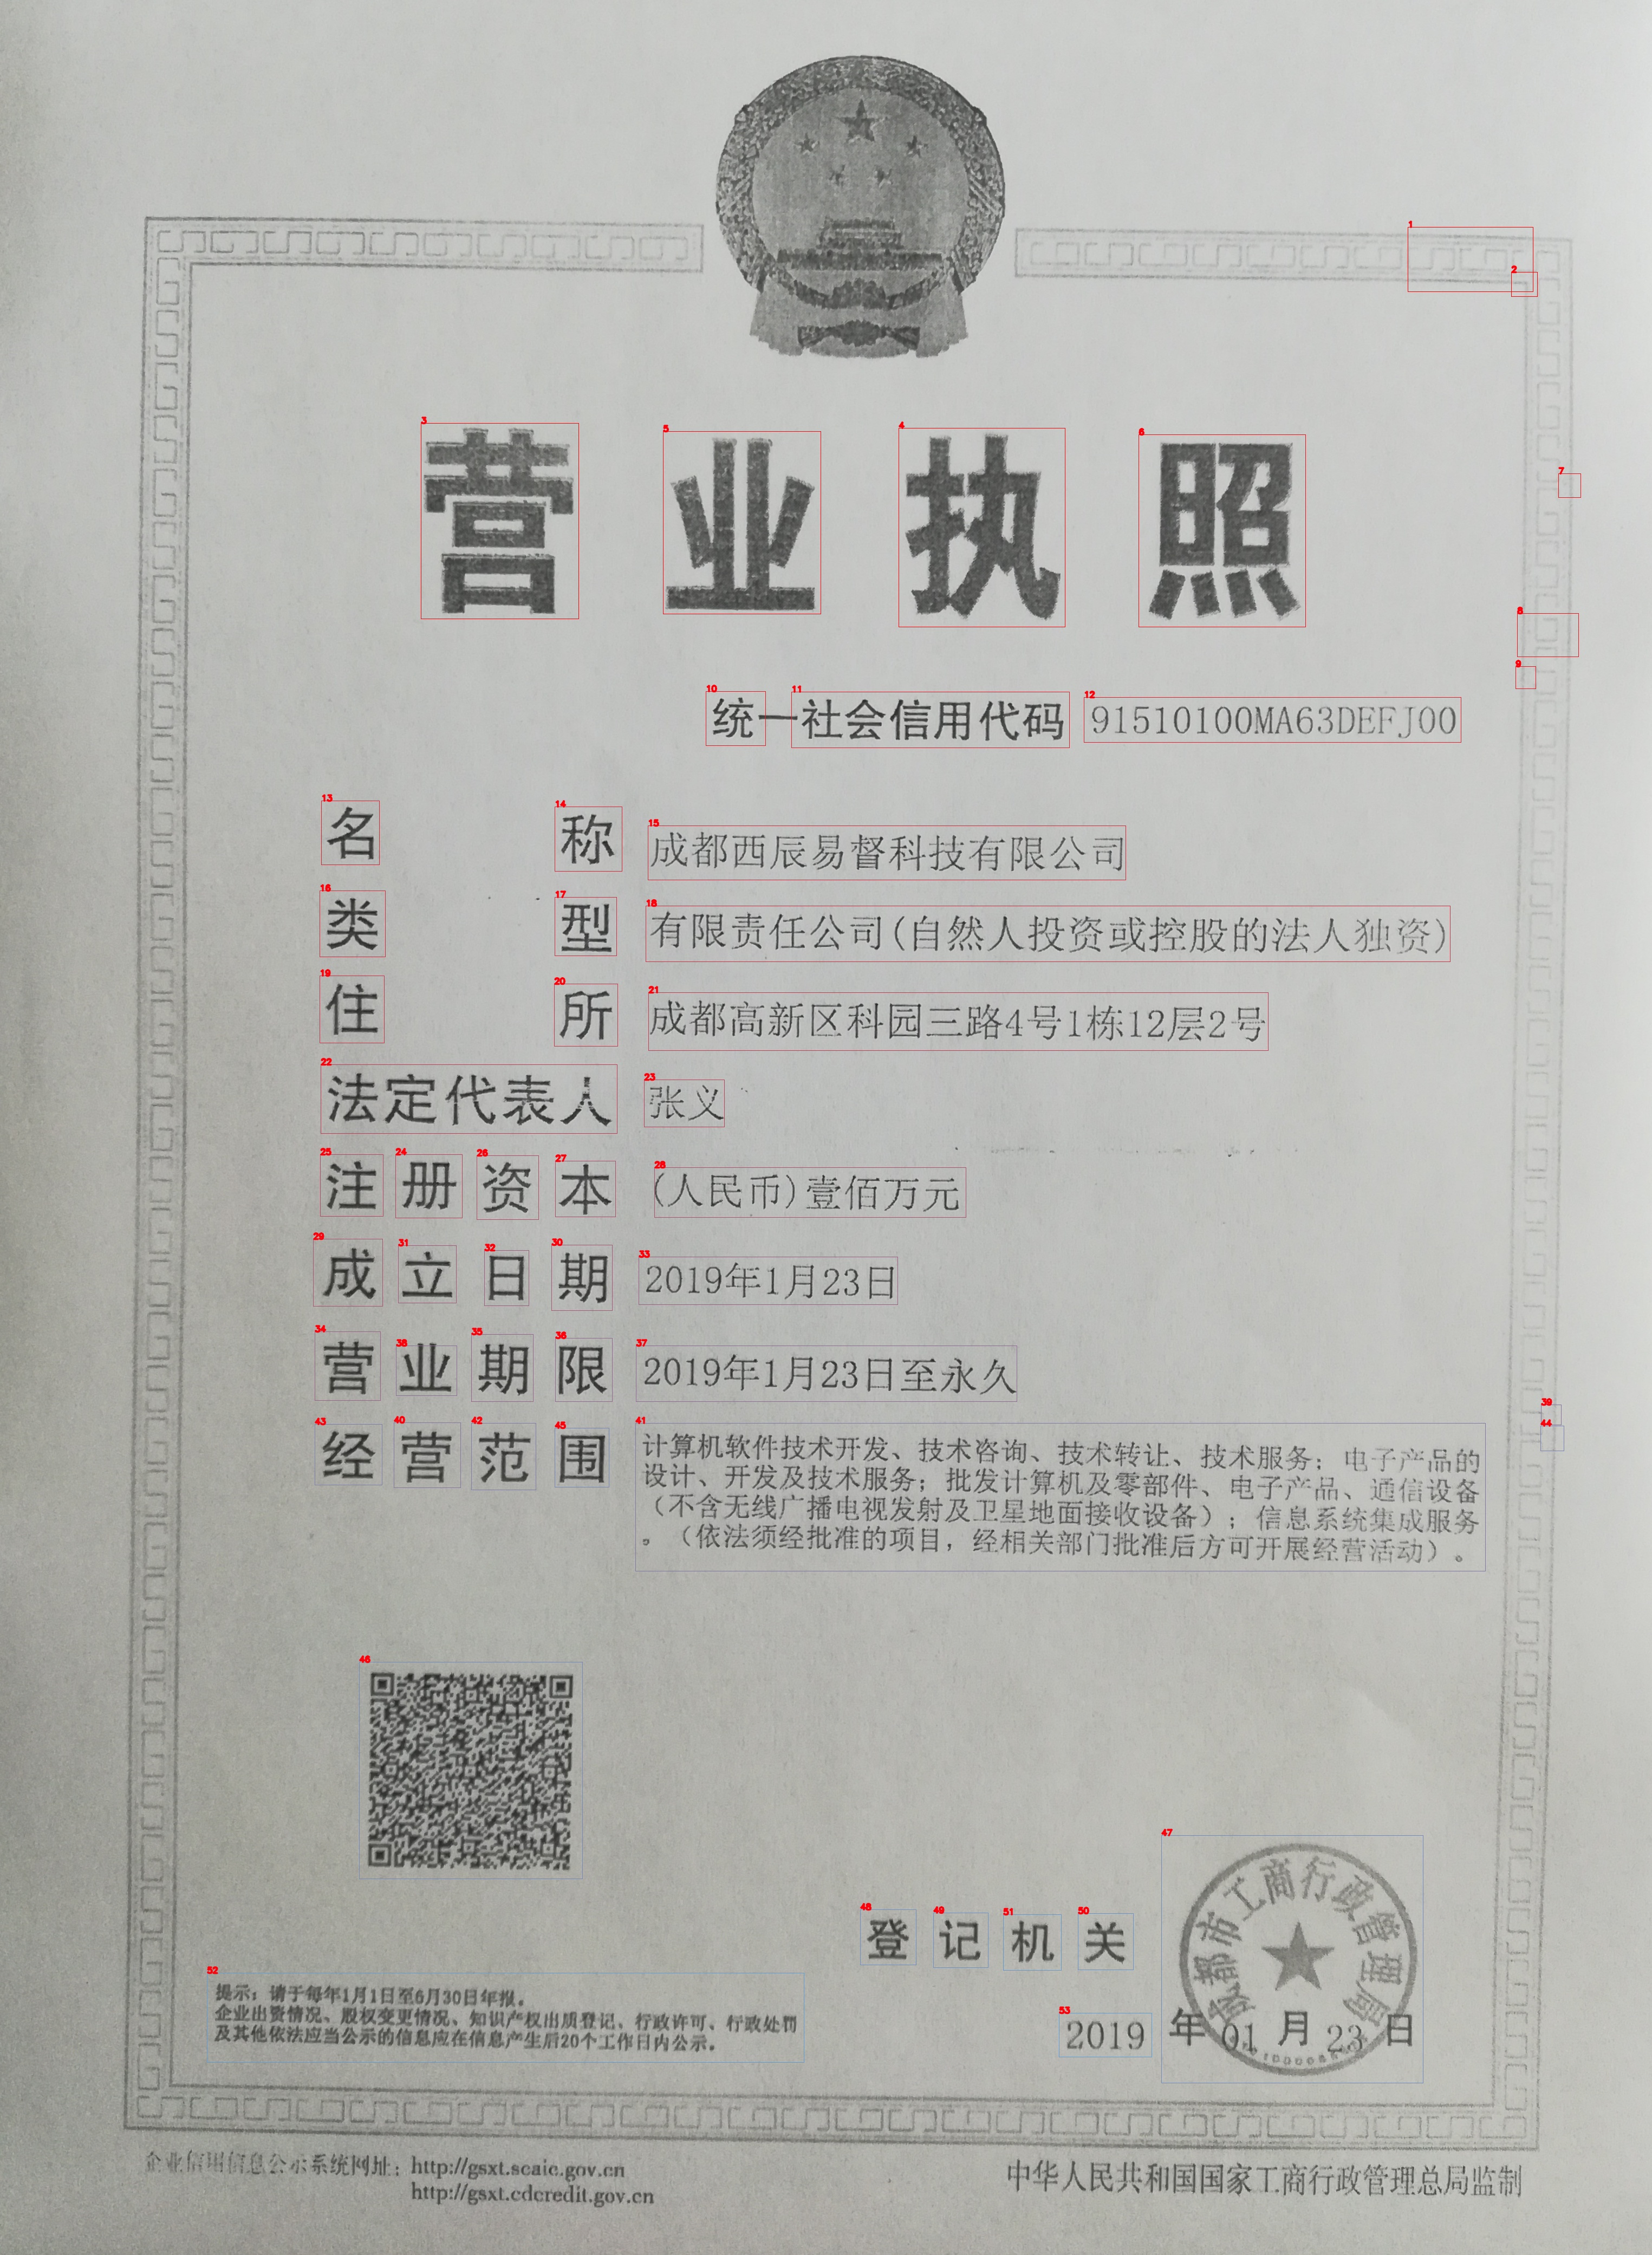 营业执照
统一社会信用代码 91510100MA63DEFJ00
名称 成都西辰易督科技有限公司
类型 有限责任公司(自然人投资或控股的法人独资)
住所 成都高新区科园三路4号1栋12层2号
法定代表人 张义
注册资本 (人民币)壹佰万元
成立日期 2019年1月23日
营业期限 2019年1月23日至永久
经营范围 计算机软件技术开发、技术咨询、技术转让、技术服务；电子产品的
设计、开发及技术服务；批发计算机及零部件、电子产品、通信设备
（不含无线广播电视发射及卫星地面接收设备）；信息系统集成服务
。（依法须经批准的项目，经相关部门批准后方可开展经营活动）。
成都市工商行政管理局
登记机关
2019 年 01 月 23 日
提示：请于每年1月1日至6月30日年报。
企业出资情况、股权变更情况、知识产权出质登记、行政许可、行政处罚
及其他依法应当公示的信息应在信息产生后20个工作日内公示。
企业信用信息公示系统网址：http://gsxt.scaic.gov.cn
http://gsxt.cdcredit.gov.cn
中华人民共和国国家工商行政管理总局监制